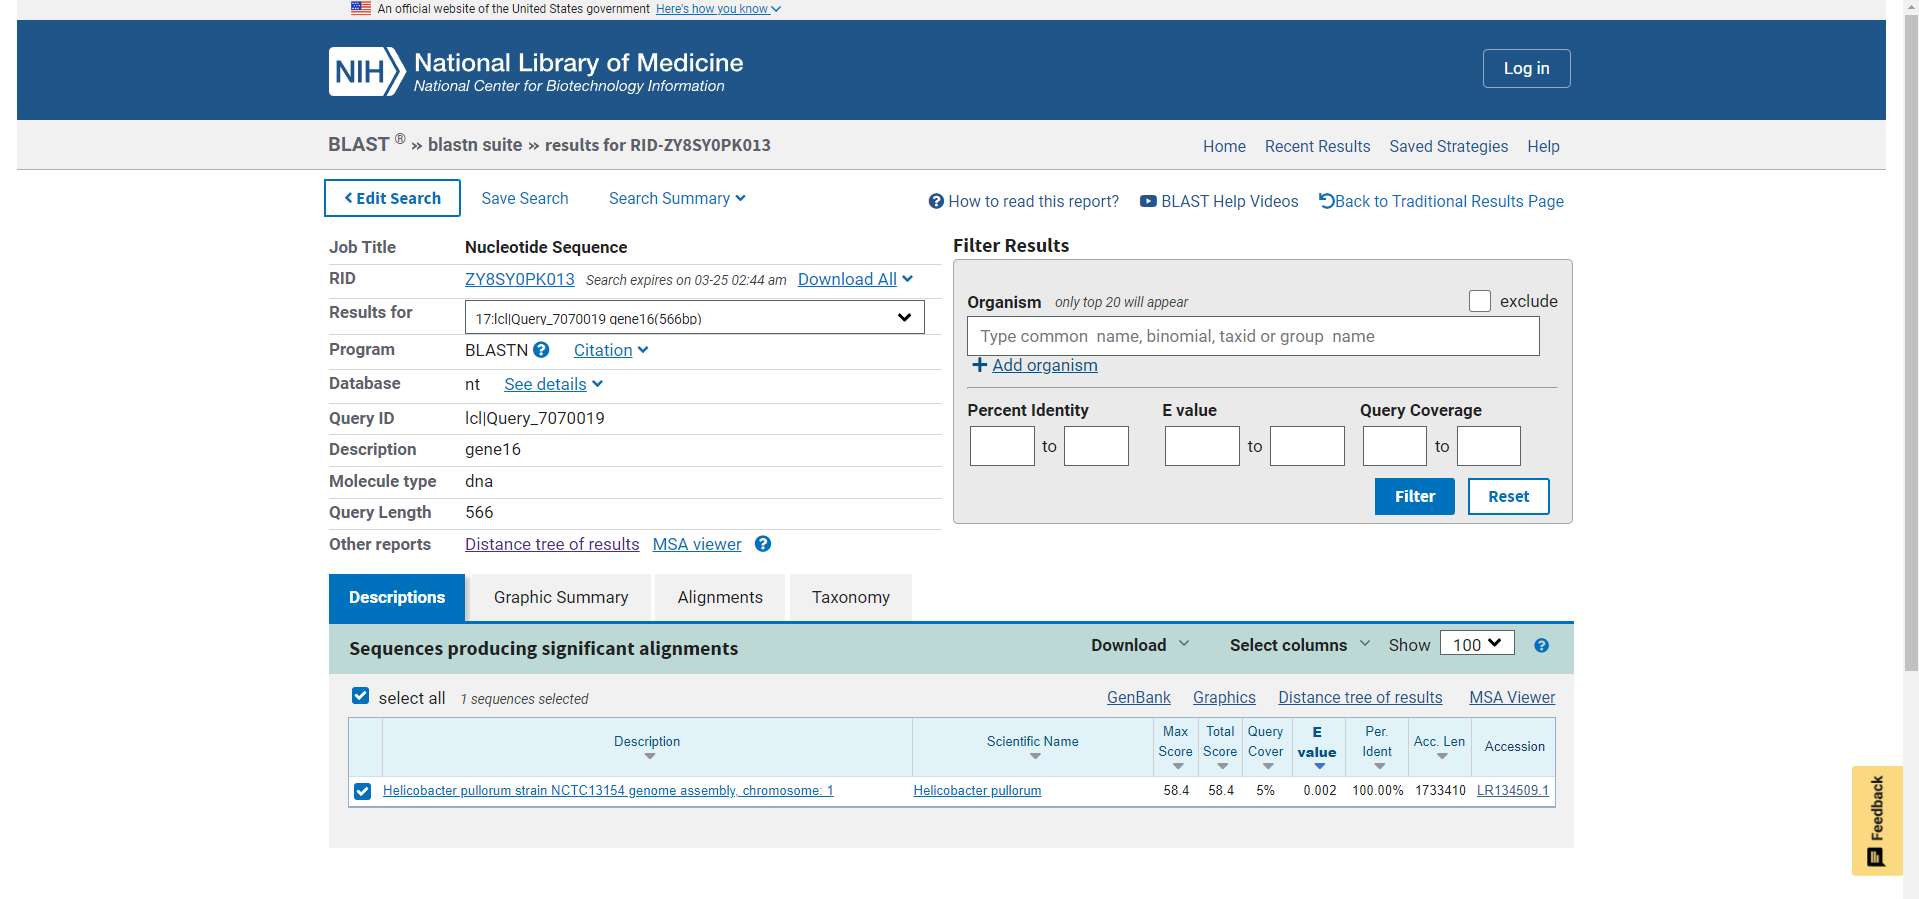 An official website of the United States government Here's how you know
NIH National Library of Medicine
National Center for Biotechnology Information
Log in
BLAST ® » blastn suite » results for RID-ZY8SY0PK013
Home Recent Results Saved Strategies Help
Edit Search Save Search Search Summary
How to read this report? BLAST Help Videos Back to Traditional Results Page
Job Title Nucleotide Sequence
RID ZY8SY0PK013 Search expires on 03-25 02:44 am Download All
Results for 17:lcl|Query_7070019 gene16(566bp)
Program BLASTN Citation
Database nt See details
Query ID lcl|Query_7070019
Description gene16
Molecule type dna
Query Length 566
Other reports Distance tree of results MSA viewer
Filter Results
Organism only top 20 will appear exclude
Type common name, binomial, taxid or group name
Add organism
Percent Identity E value Query Coverage
to to to
Filter Reset
Descriptions Graphic Summary Alignments Taxonomy
Sequences producing significant alignments Download Select columns Show 100
select all 1 sequences selected GenBank Graphics Distance tree of results MSA Viewer
Description Scientific Name Max Score Total Score Query Cover E value Per. Ident Acc. Len Accession
Helicobacter pullorum strain NCTC13154 genome assembly, chromosome: 1 Helicobacter pullorum 58.4 58.4 5% 0.002 100.00% 1733410 LR134509.1
Feedback